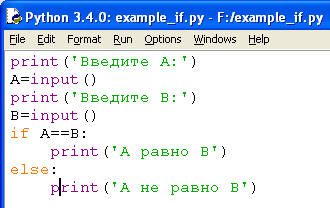 Python 3.4.0: example_if.py - F:/example_if.py
File Edit Format Run Options Windows Help
print('Введите A:')
A=input()
print('Введите B:')
B=input()
if A==B:
    print('A равно B')
else:
    print('A не равно B')